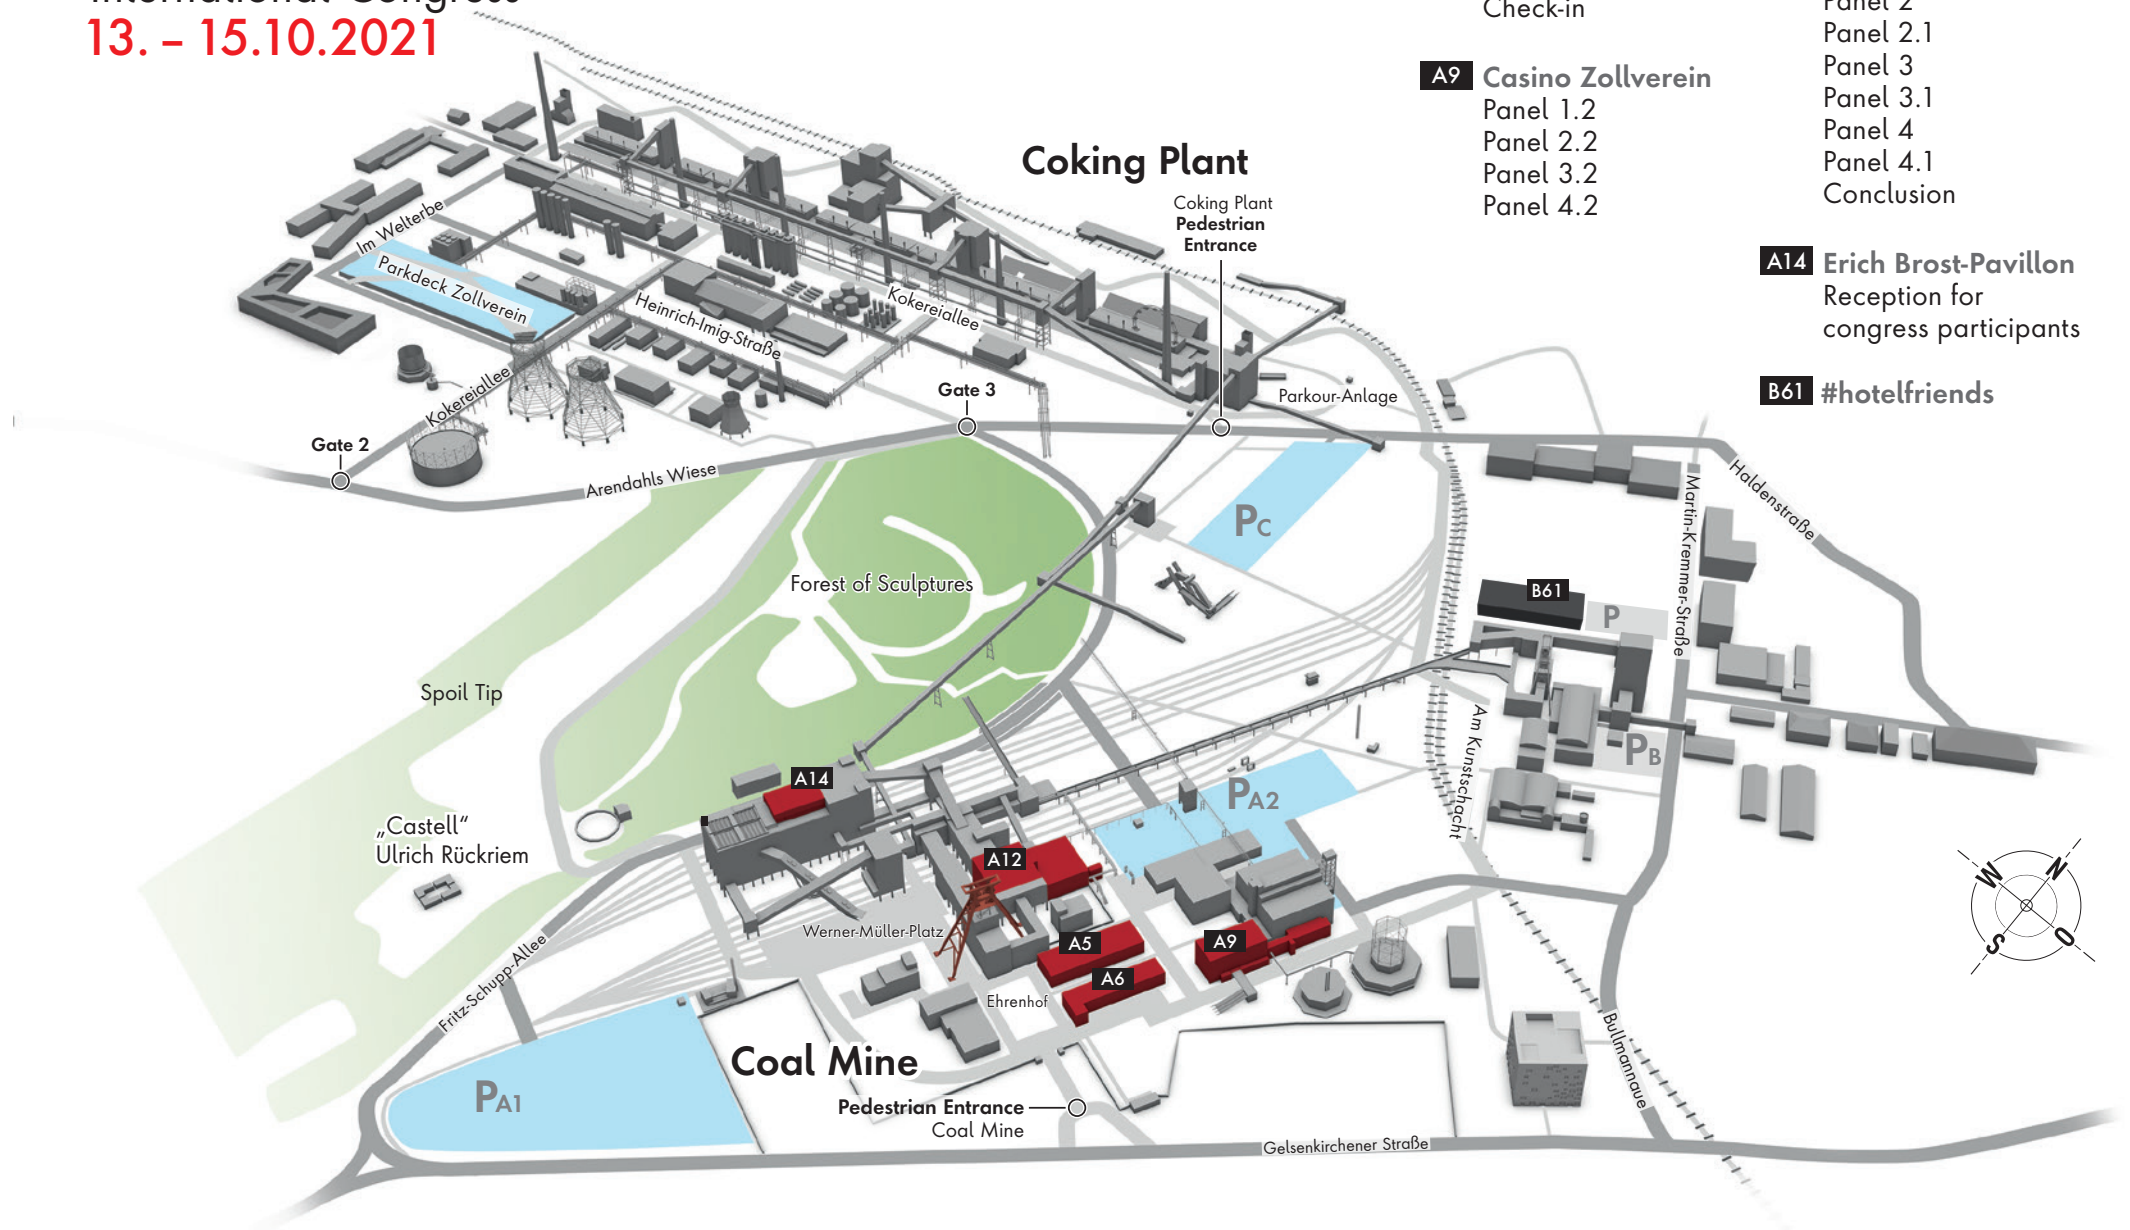 International Congress
13. – 15.10.2021
Check-in
A9 Casino Zollverein
Panel 1.2
Panel 2.2
Panel 3.2
Panel 4.2
Panel 2
Panel 2.1
Panel 3
Panel 3.1
Panel 4
Panel 4.1
Conclusion
A14 Erich Brost-Pavillon
Reception for
congress participants
B61 #hotelfriends
Coking Plant
Coking Plant
Pedestrian
Entrance
Im Welterbe
Parkdeck Zollverein
Heinrich-Imig-Straße
Kokereiallee
Kokereiallee
Gate 3
Parkour-Anlage
Gate 2
Arendahls Wiese
Haldenstraße
Martin-Kremmer-Straße
PC
Forest of Sculptures
B61
P
Spoil Tip
Am Kunstschacht
PB
A14
PA2
„Castell“
Ulrich Rückriem
A12
Werner-Müller-Platz
A5
A9
A6
Ehrenhof
W
N
S
O
Fritz-Schupp-Allee
Bullmannaue
Coal Mine
PA1
Pedestrian Entrance
Coal Mine
Gelsenkirchener Straße